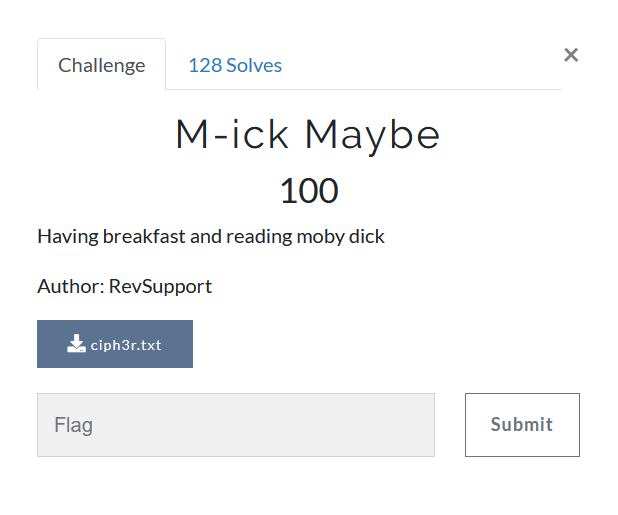 Challenge
128 Solves
×
M-ick Maybe
100
Having breakfast and reading moby dick
Author: RevSupport
ciph3r.txt
Flag
Submit